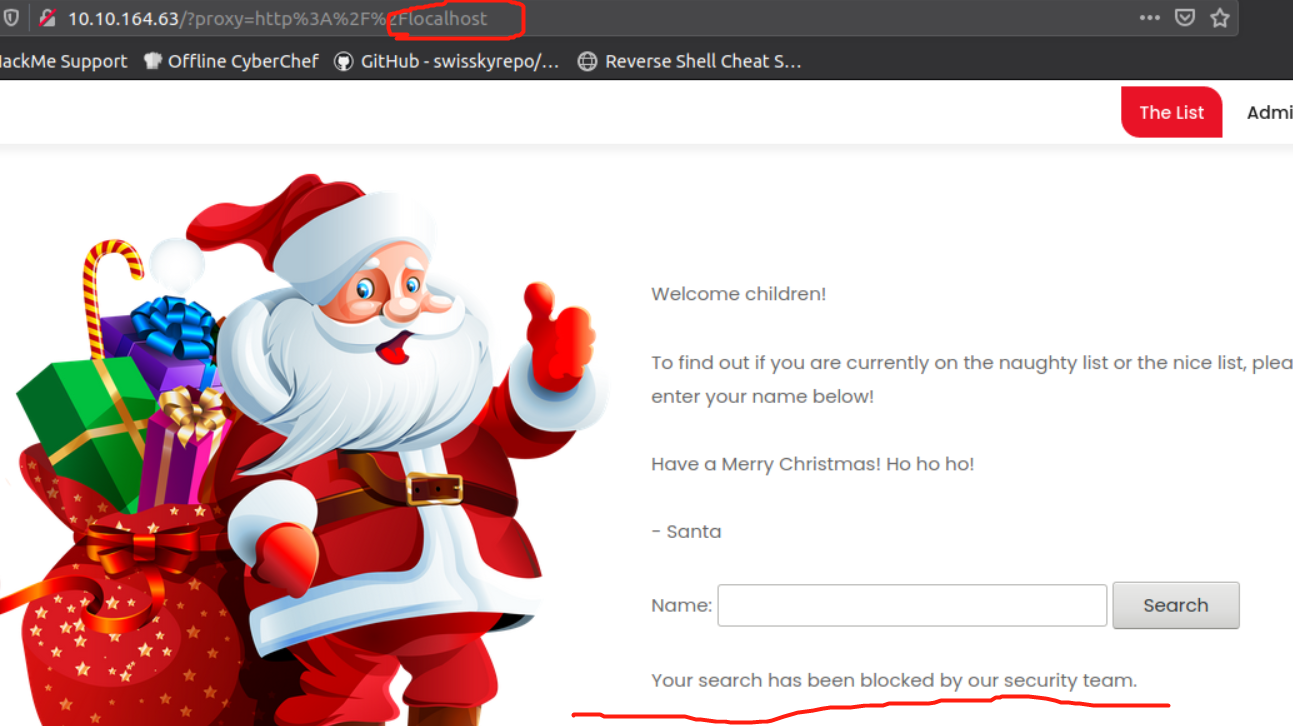 10.10.164.63/?proxy=http%3A%2F%2Flocalhost
HackMe Support Offline CyberChef GitHub - swisskyrepo/... Reverse Shell Cheat S...
The List Admi
Welcome children!
To find out if you are currently on the naughty list or the nice list, plea
enter your name below!
Have a Merry Christmas! Ho ho ho!
- Santa
Name: Search
Your search has been blocked by our security team.